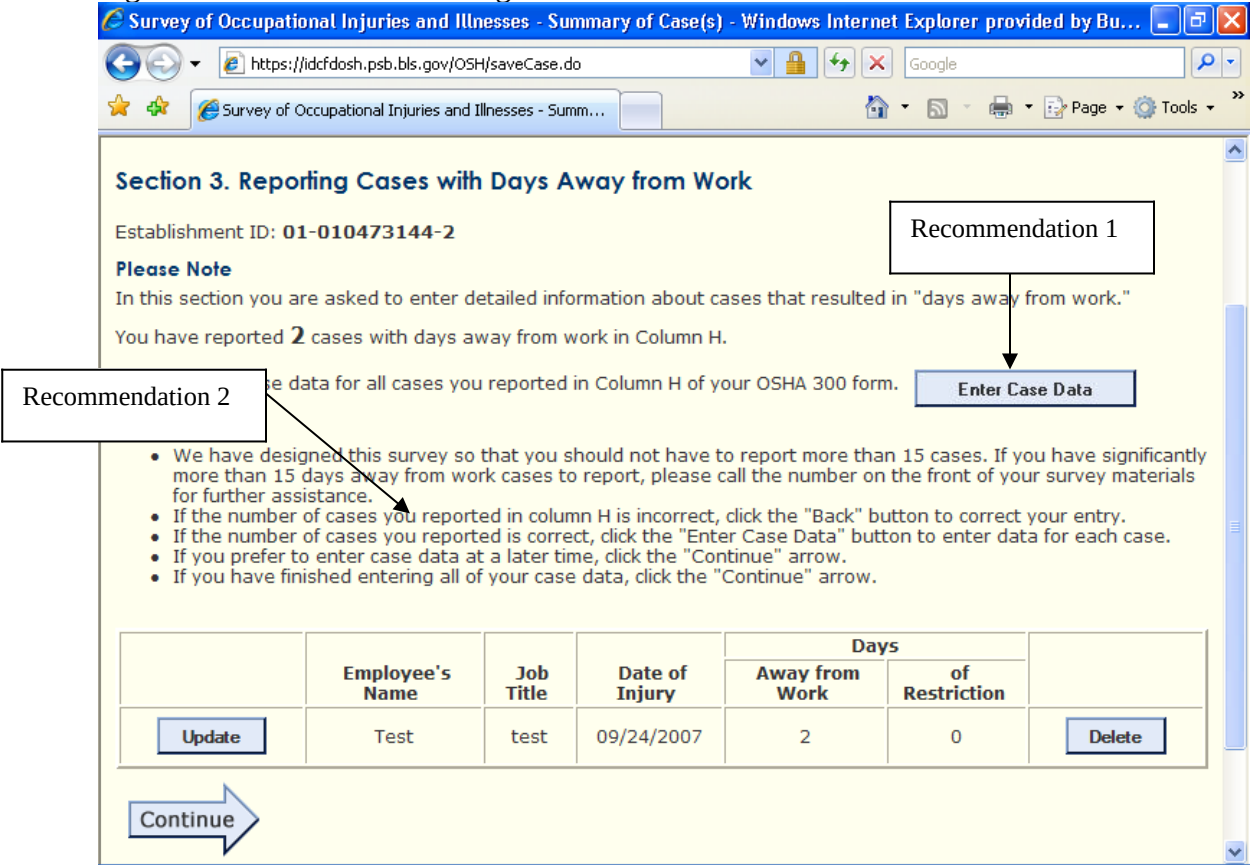 Survey of Occupational Injuries and Illnesses - Summary of Case(s) - Windows Internet Explorer provided by Bu...
https://idcfdosh.psb.bls.gov/OSH/saveCase.do
Google
Survey of Occupational Injuries and Illnesses - Summ...
Page
Tools
Section 3. Reporting Cases with Days Away from Work
Establishment ID: 01-010473144-2
Recommendation 1
Please Note
In this section you are asked to enter detailed information about cases that resulted in "days away from work."
You have reported 2 cases with days away from work in Column H.
Recommendation 2
data for all cases you reported in Column H of your OSHA 300 form.
Enter Case Data
• We have designed this survey so that you should not have to report more than 15 cases. If you have significantly
more than 15 days away from work cases to report, please call the number on the front of your survey materials
for further assistance.
• If the number of cases you reported in column H is incorrect, click the "Back" button to correct your entry.
• If the number of cases you reported is correct, click the "Enter Case Data" button to enter data for each case.
• If you prefer to enter case data at a later time, click the "Continue" arrow.
• If you have finished entering all of your case data, click the "Continue" arrow.
Days
Employee's Name
Job Title
Date of Injury
Away from Work
of Restriction
Update
Test
test
09/24/2007
2
0
Delete
Continue